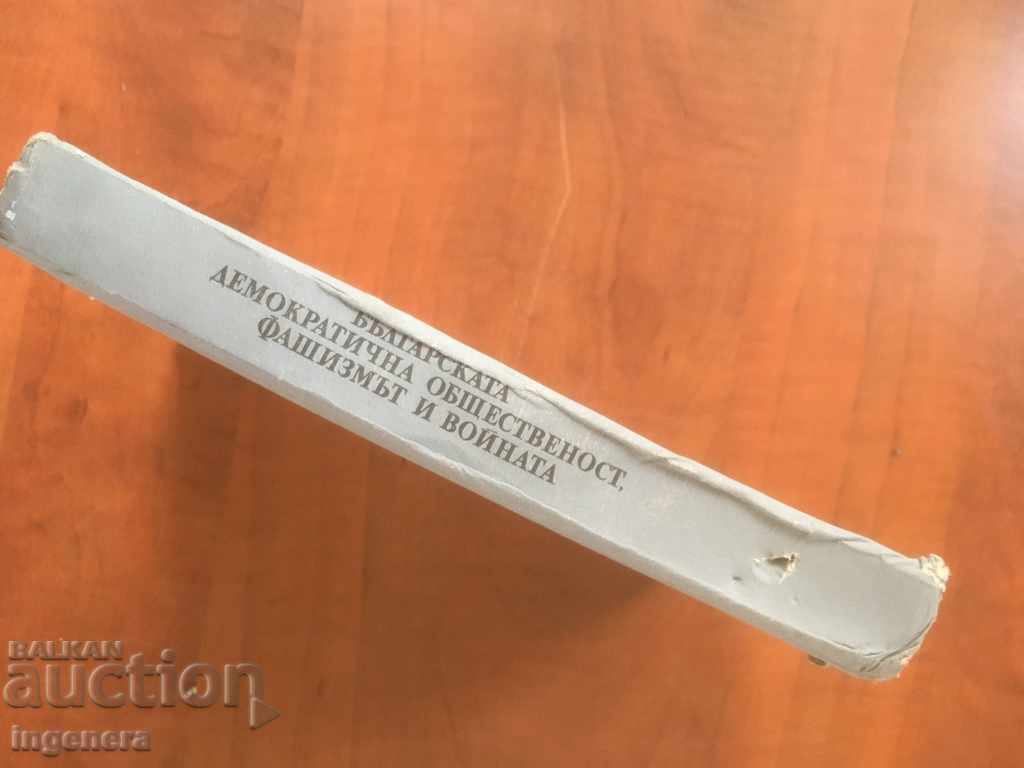 БЪЛГАРСКАТА
ДЕМОКРАТИЧНА ОБЩЕСТВЕНОСТ,
ФАШИЗМЪТ И ВОЙНАТА
BALKAN
auction
ingenera